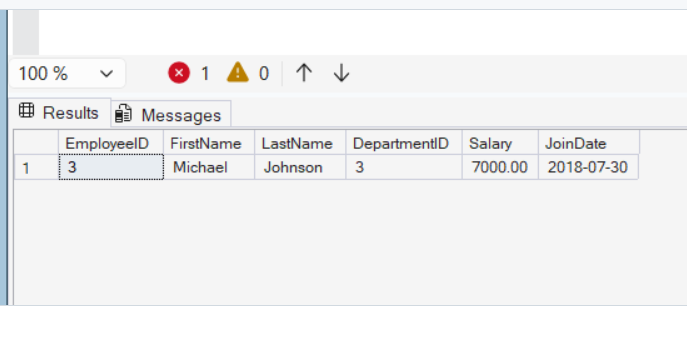 100 % 1 0
Results Messages
EmployeeID FirstName LastName DepartmentID Salary JoinDate
1 3 Michael Johnson 3 7000.00 2018-07-30